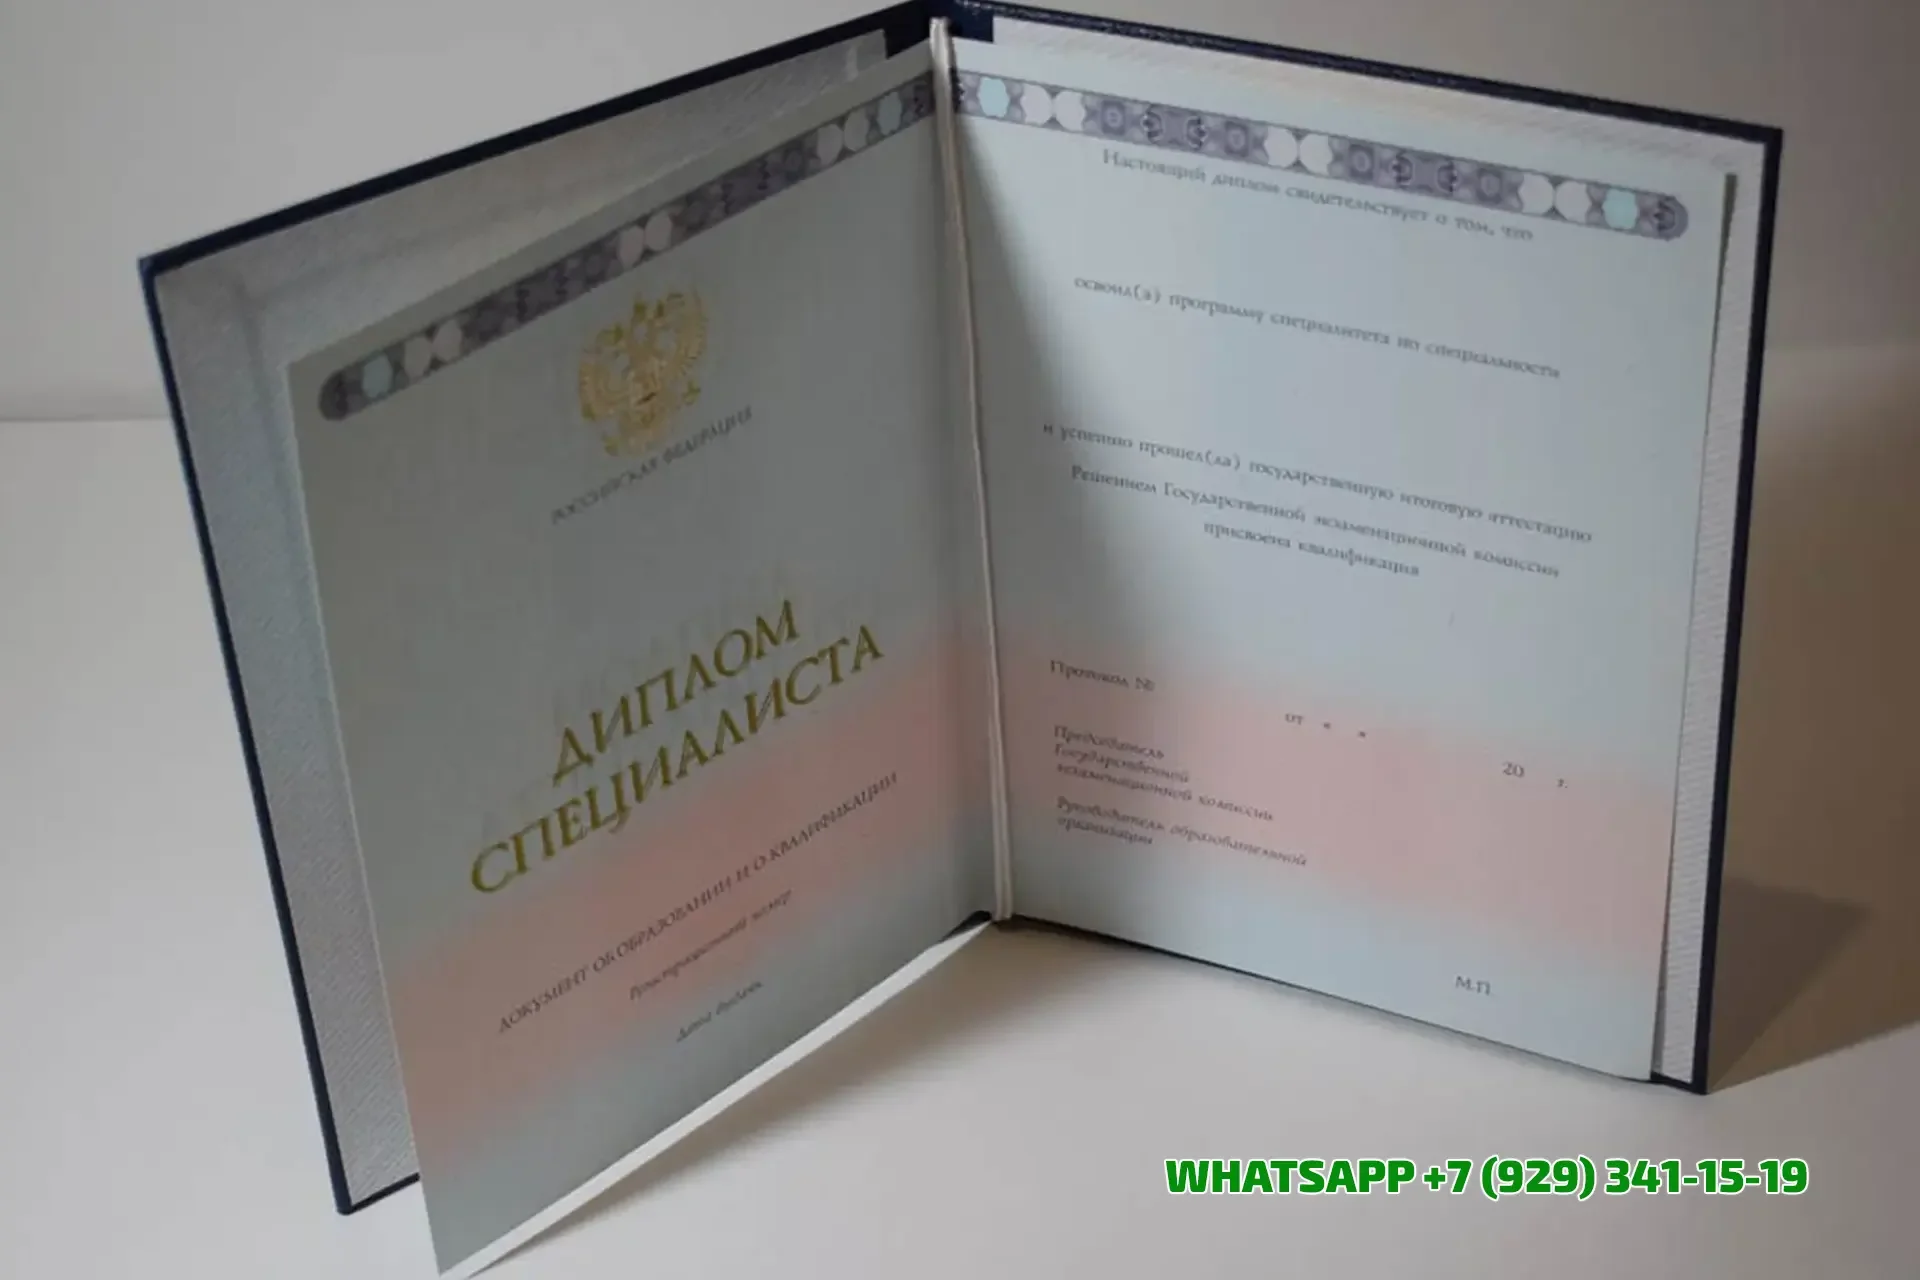 РОССИЙСКАЯ ФЕДЕРАЦИЯ
ДИПЛОМ
СПЕЦИАЛИСТА
ДОКУМЕНТ ОБ ОБРАЗОВАНИИ И О КВАЛИФИКАЦИИ
Регистрационный номер
Дата выдачи
Настоящий диплом свидетельствует о том, что
освоил(а) программу специалитета по специальности
и успешно прошел(ла) государственную итоговую аттестацию
Решением Государственной экзаменационной комиссии
присвоена квалификация
Протокол №
от « » 20 г.
Председатель
Государственной
экзаменационной комиссии
Руководитель образовательной
организации
М.П.
WHATSAPP +7 (929) 341-15-19